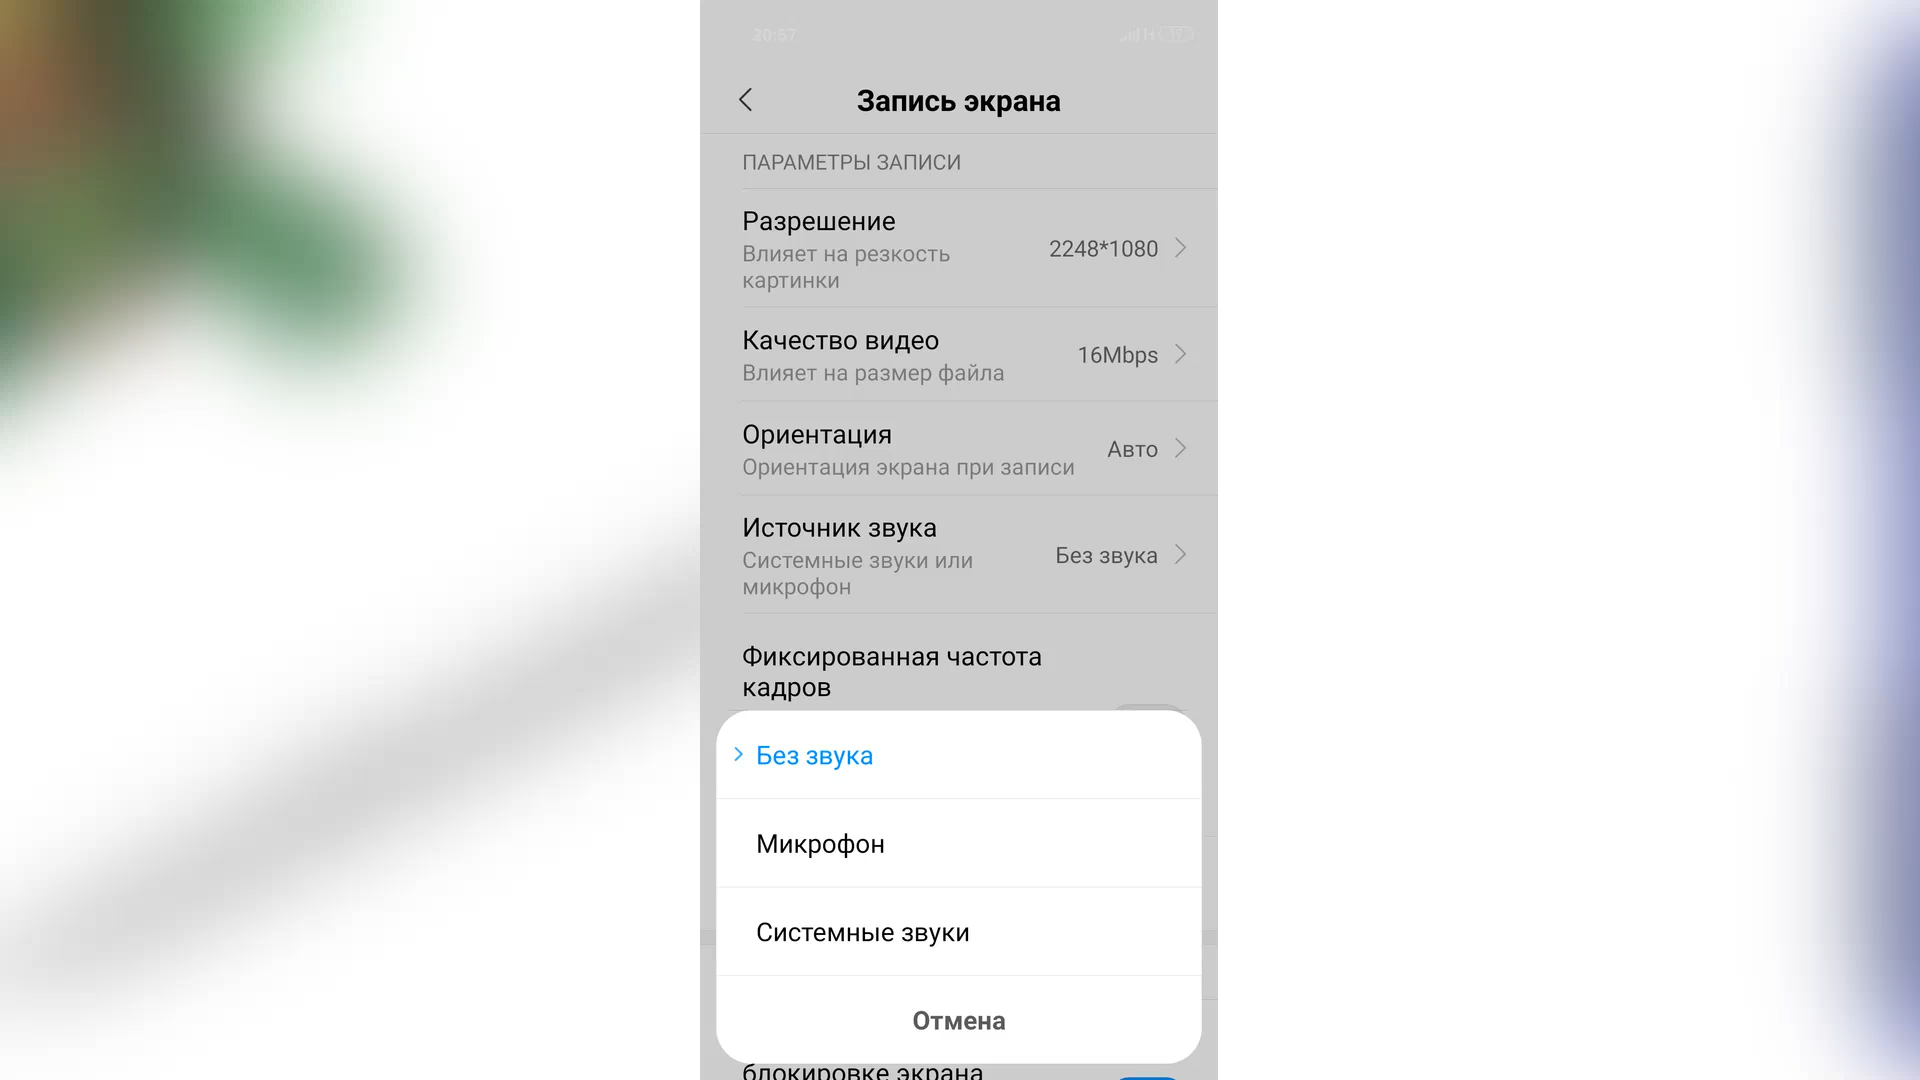 20:57
Запись экрана
ПАРАМЕТРЫ ЗАПИСИ
Разрешение
Влияет на резкость
картинки
2248*1080
Качество видео
Влияет на размер файла
16Mbps
Ориентация
Ориентация экрана при записи
Авто
Источник звука
Системные звуки или
микрофон
Без звука
Фиксированная частота
кадров
Без звука
Микрофон
Системные звуки
Отмена
блокировке экрана